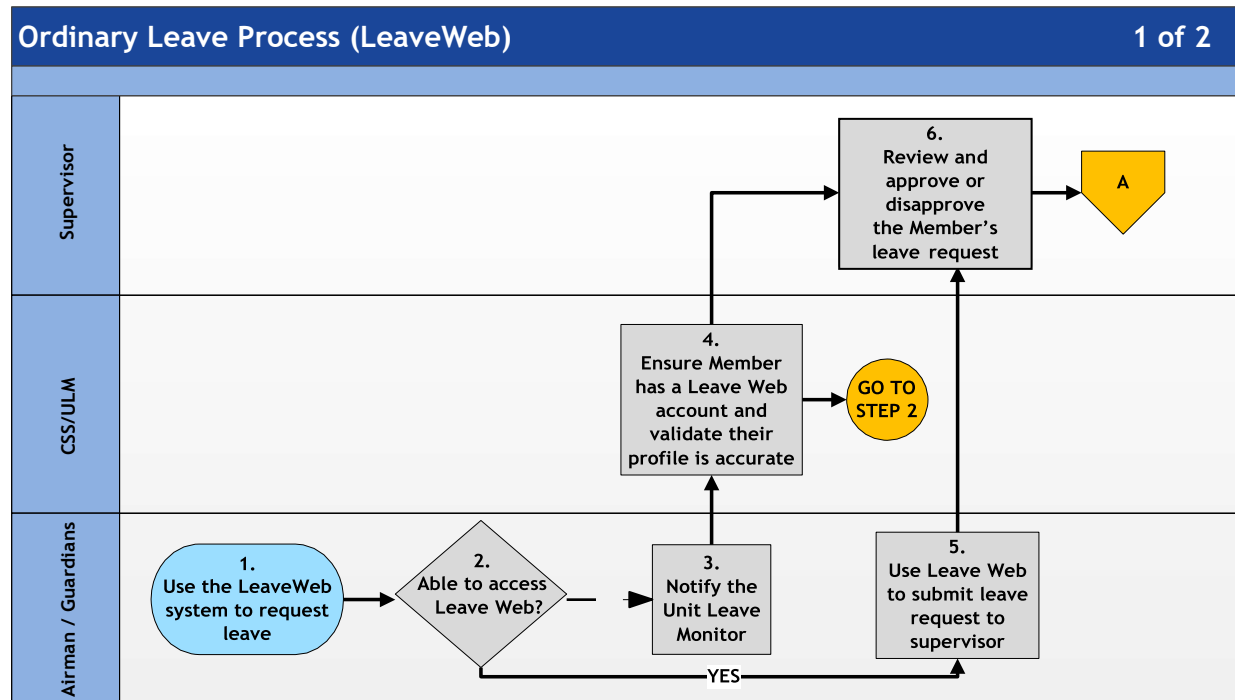 Ordinary Leave Process (LeaveWeb)
1 of 2
Supervisor
6.
Review and
approve or
disapprove
the Member’s
leave request
A
CSS/ULM
4.
Ensure Member
has a Leave Web
account and
validate their
profile is accurate
GO TO
STEP 2
Airman / Guardians
1.
Use the LeaveWeb
system to request
leave
2.
Able to access
Leave Web?
3.
Notify the
Unit Leave
Monitor
5.
Use Leave Web
to submit leave
request to
supervisor
YES